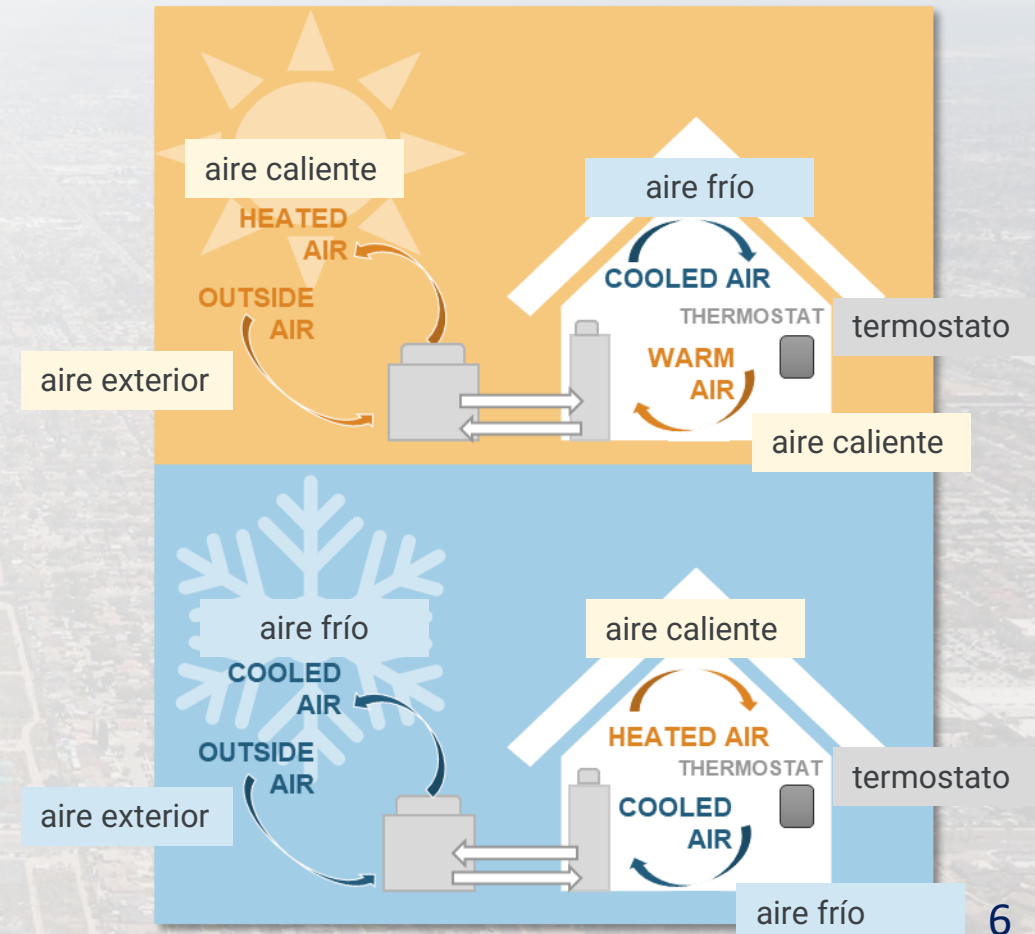 aire caliente
HEATED
AIR
OUTSIDE
AIR
aire exterior
aire frío
COOLED AIR
THERMOSTAT
termostato
WARM
AIR
aire caliente
aire frío
COOLED
AIR
OUTSIDE
AIR
aire exterior
aire caliente
HEATED AIR
THERMOSTAT
termostato
COOLED
AIR
aire frío
6